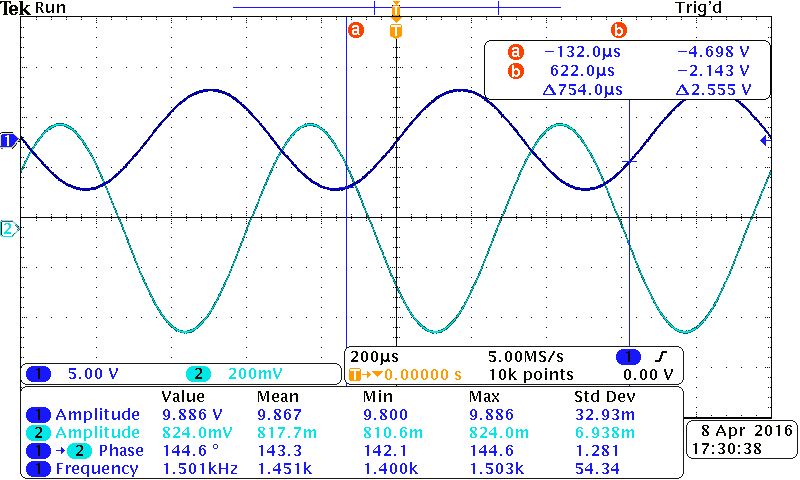 Tek Run Trig'd
a T b
T
a −132.0µs −4.698 V
b 622.0µs −2.143 V
Δ754.0µs Δ2.555 V
1
2
1 5.00 V 2 200mV
200µs 5.00MS/s 1
T→▼0.00000 s 10k points 0.00 V
Value Mean Min Max Std Dev
1 Amplitude 9.886 V 9.867 9.800 9.886 32.93m
2 Amplitude 824.0mV 817.7m 810.6m 824.0m 6.938m
1 → 2 Phase 144.6 ° 143.3 142.1 144.6 1.281
1 Frequency 1.501kHz 1.451k 1.400k 1.503k 54.34
8 Apr 2016
17:30:38